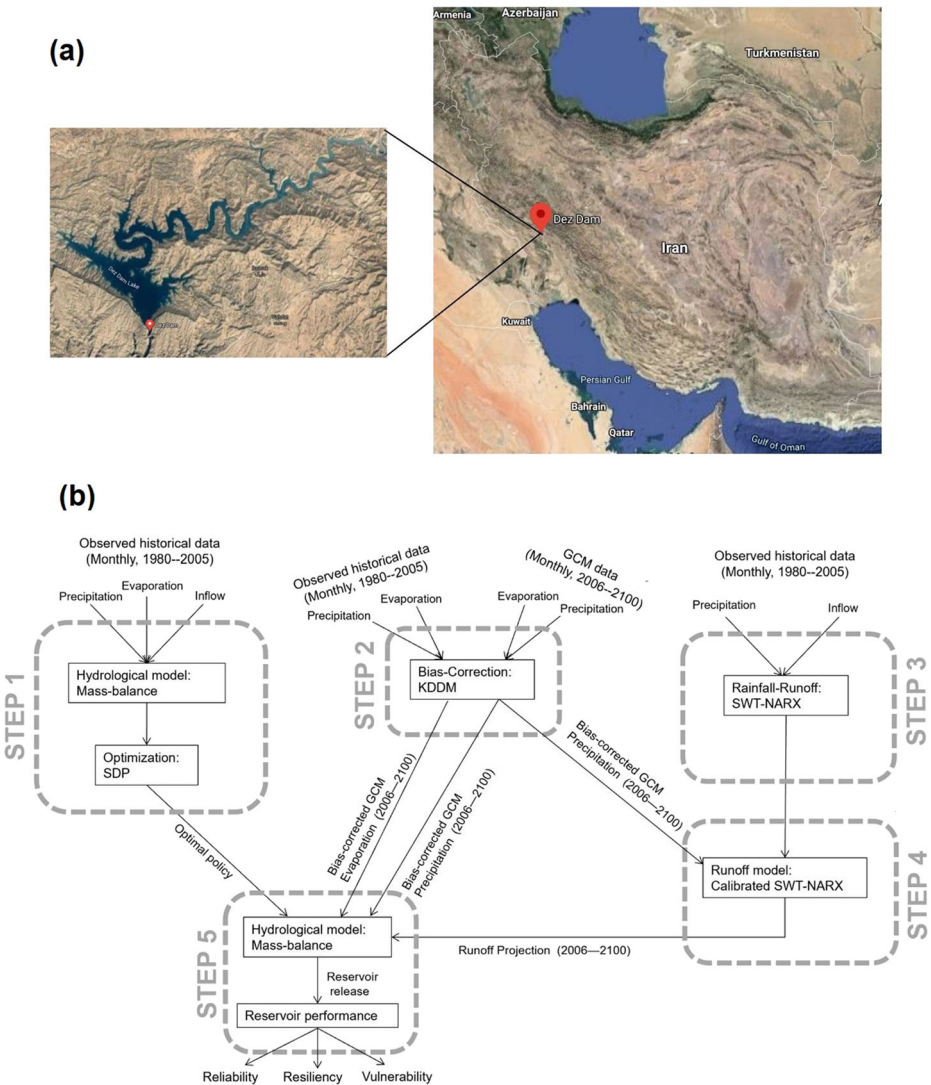 (a)
Armenia
Azerbaijan
Turkmenistan
Dez Dam
Iran
Kuwait
Persian Gulf
Bahrain
Qatar
Gulf of Oman
Dez Dam Lake
Dez Dam
(b)
Observed historical data
(Monthly, 1980--2005)
Precipitation
Evaporation
Inflow
STEP 1
Hydrological model:
Mass-balance
Optimization:
SDP
Optimal policy
Observed historical data
(Monthly, 1980--2005)
Precipitation
Evaporation
GCM data
(Monthly, 2006--2100)
Evaporation
Precipitation
STEP 2
Bias-Correction:
KDDM
Bias-corrected GCM
Evaporation (2006—2100)
Bias-corrected GCM
Precipitation (2006—2100)
Bias-corrected GCM
Precipitation (2006—2100)
Observed historical data
(Monthly, 1980--2005)
Precipitation
Inflow
STEP 3
Rainfall-Runoff:
SWT-NARX
STEP 4
Runoff model:
Calibrated SWT-NARX
Runoff Projection (2006—2100)
STEP 5
Hydrological model:
Mass-balance
Reservoir
release
Reservoir performance
Reliability
Resiliency
Vulnerability